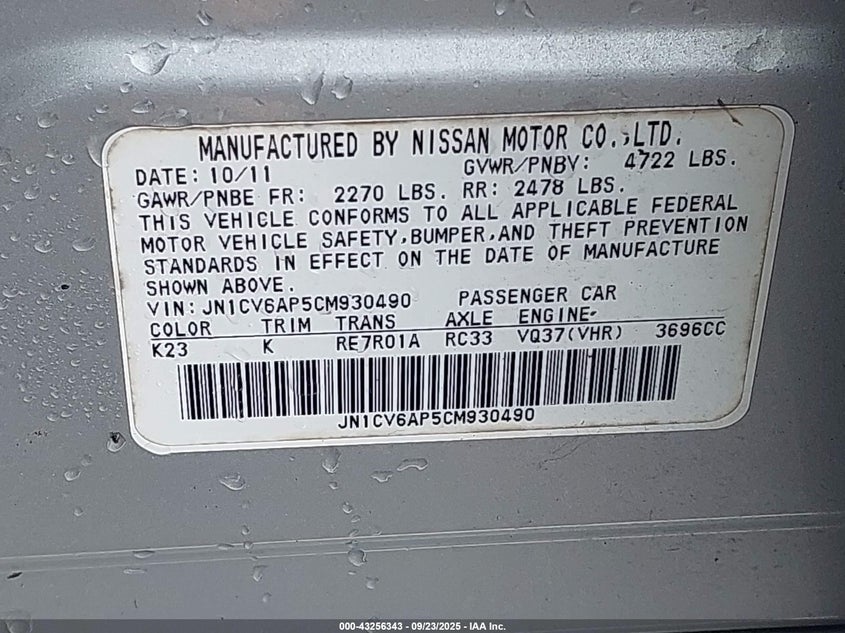 MANUFACTURED BY NISSAN MOTOR CO.,LTD.
DATE: 10/11 GVWR/PNBV: 4722 LBS.
GAWR/PNBE FR: 2270 LBS. RR: 2478 LBS.
THIS VEHICLE CONFORMS TO ALL APPLICABLE FEDERAL
MOTOR VEHICLE SAFETY,BUMPER,AND THEFT PREVENTION
STANDARDS IN EFFECT ON THE DATE OF MANUFACTURE
SHOWN ABOVE.
VIN: JN1CV6AP5CM930490 PASSENGER CAR
COLOR TRIM TRANS AXLE ENGINE
K23 K RE7R01A RC33 VQ37(VHR) 3696CC
JN1CV6AP5CM930490
000-43256343 - 09/23/2025 - IAA Inc.